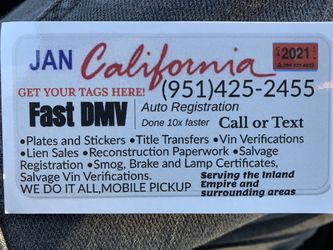 JAN California 2021
GET YOUR TAGS HERE! (951)425-2455
Fast DMV Auto Registration
Done 10x faster Call or Text
•Plates and Stickers •Title Transfers •Vin Verifications
•Lien Sales •Reconstruction Paperwork •Salvage
Registration •Smog, Brake and Lamp Certificates,
Salvage Vin Verifications.
WE DO IT ALL,MOBILE PICKUP
Serving the Inland
Empire and
surrounding areas